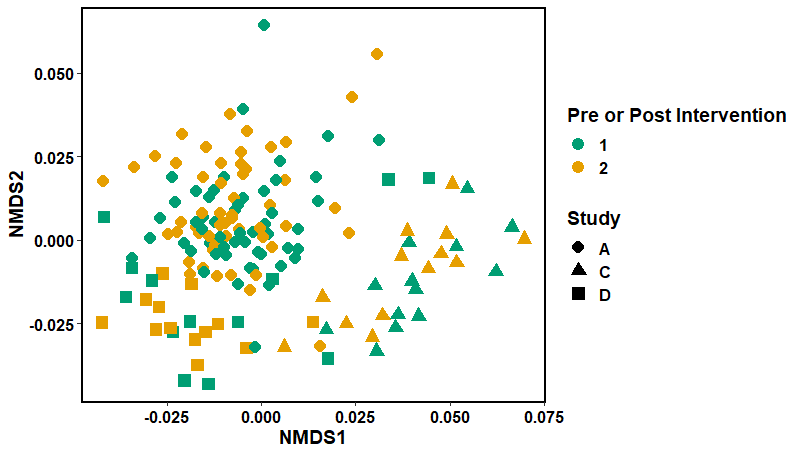 0.050
0.025
0.000
-0.025
NMDS2
-0.025 0.000 0.025 0.050 0.075
NMDS1
Pre or Post Intervention
1
2
Study
A
C
D